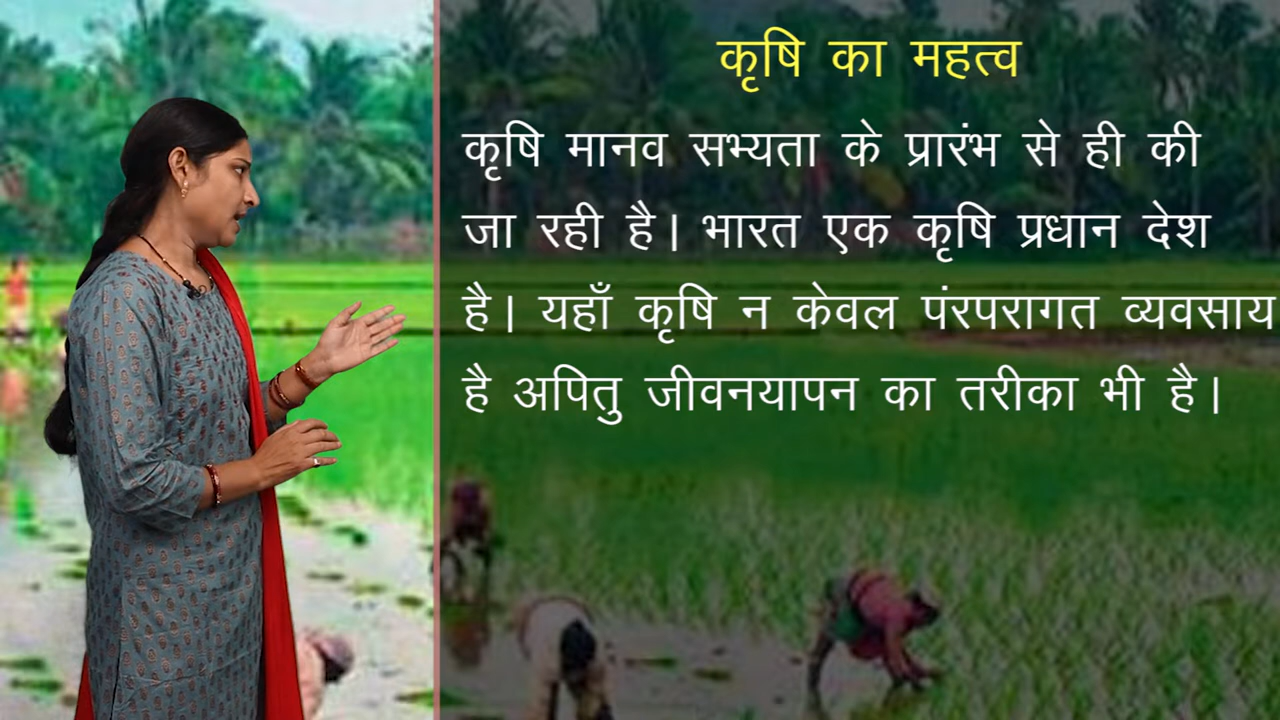 कृषि का महत्व
कृषि मानव सभ्यता के प्रारंभ से ही की
जा रही है। भारत एक कृषि प्रधान देश
है। यहाँ कृषि न केवल पंरपरागत व्यवसाय
है अपितु जीवनयापन का तरीका भी है।